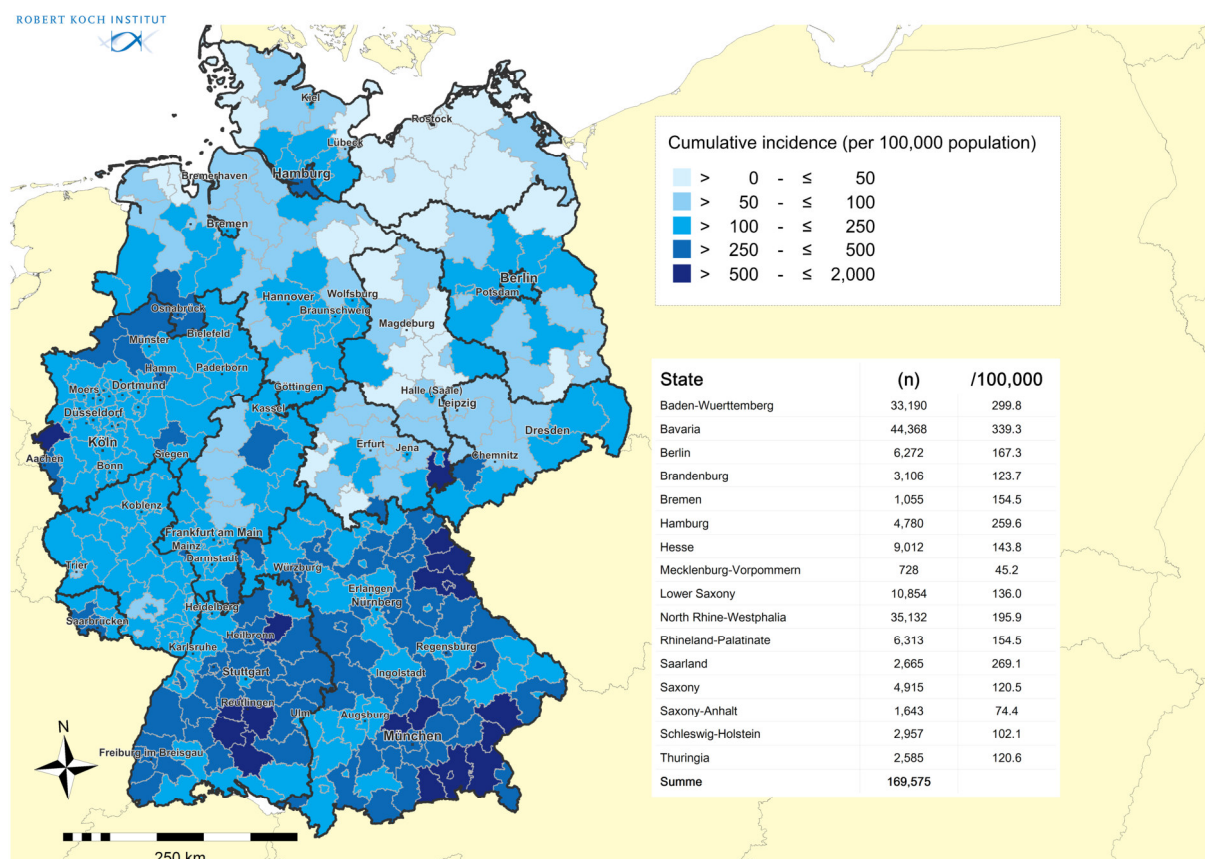 ROBERT KOCH INSTITUT
Kiel
Rostock
Lübeck
Bremerhaven
Hamburg
Bremen
Berlin
Potsdam
Hannover
Wolfsburg
Braunschweig
Osnabrück
Magdeburg
Münster
Bielefeld
Hamm
Paderborn
Göttingen
Moers
Dortmund
Halle (Saale)
Leipzig
Kassel
Düsseldorf
Dresden
Köln
Erfurt
Jena
Chemnitz
Aachen
Siegen
Bonn
Koblenz
Frankfurt am Main
Mainz
Darmstadt
Trier
Würzburg
Erlangen
Nürnberg
Heidelberg
Saarbrücken
Heilbronn
Karlsruhe
Regensburg
Stuttgart
Ingolstadt
Reutlingen
Ulm
Augsburg
München
Freiburg im Breisgau
N
250 km
Cumulative incidence (per 100,000 population)
> 0 - ≤ 50
> 50 - ≤ 100
> 100 - ≤ 250
> 250 - ≤ 500
> 500 - ≤ 2,000
State (n) /100,000
Baden-Wuerttemberg 33,190 299.8
Bavaria 44,368 339.3
Berlin 6,272 167.3
Brandenburg 3,106 123.7
Bremen 1,055 154.5
Hamburg 4,780 259.6
Hesse 9,012 143.8
Mecklenburg-Vorpommern 728 45.2
Lower Saxony 10,854 136.0
North Rhine-Westphalia 35,132 195.9
Rhineland-Palatinate 6,313 154.5
Saarland 2,665 269.1
Saxony 4,915 120.5
Saxony-Anhalt 1,643 74.4
Schleswig-Holstein 2,957 102.1
Thuringia 2,585 120.6
Summe 169,575